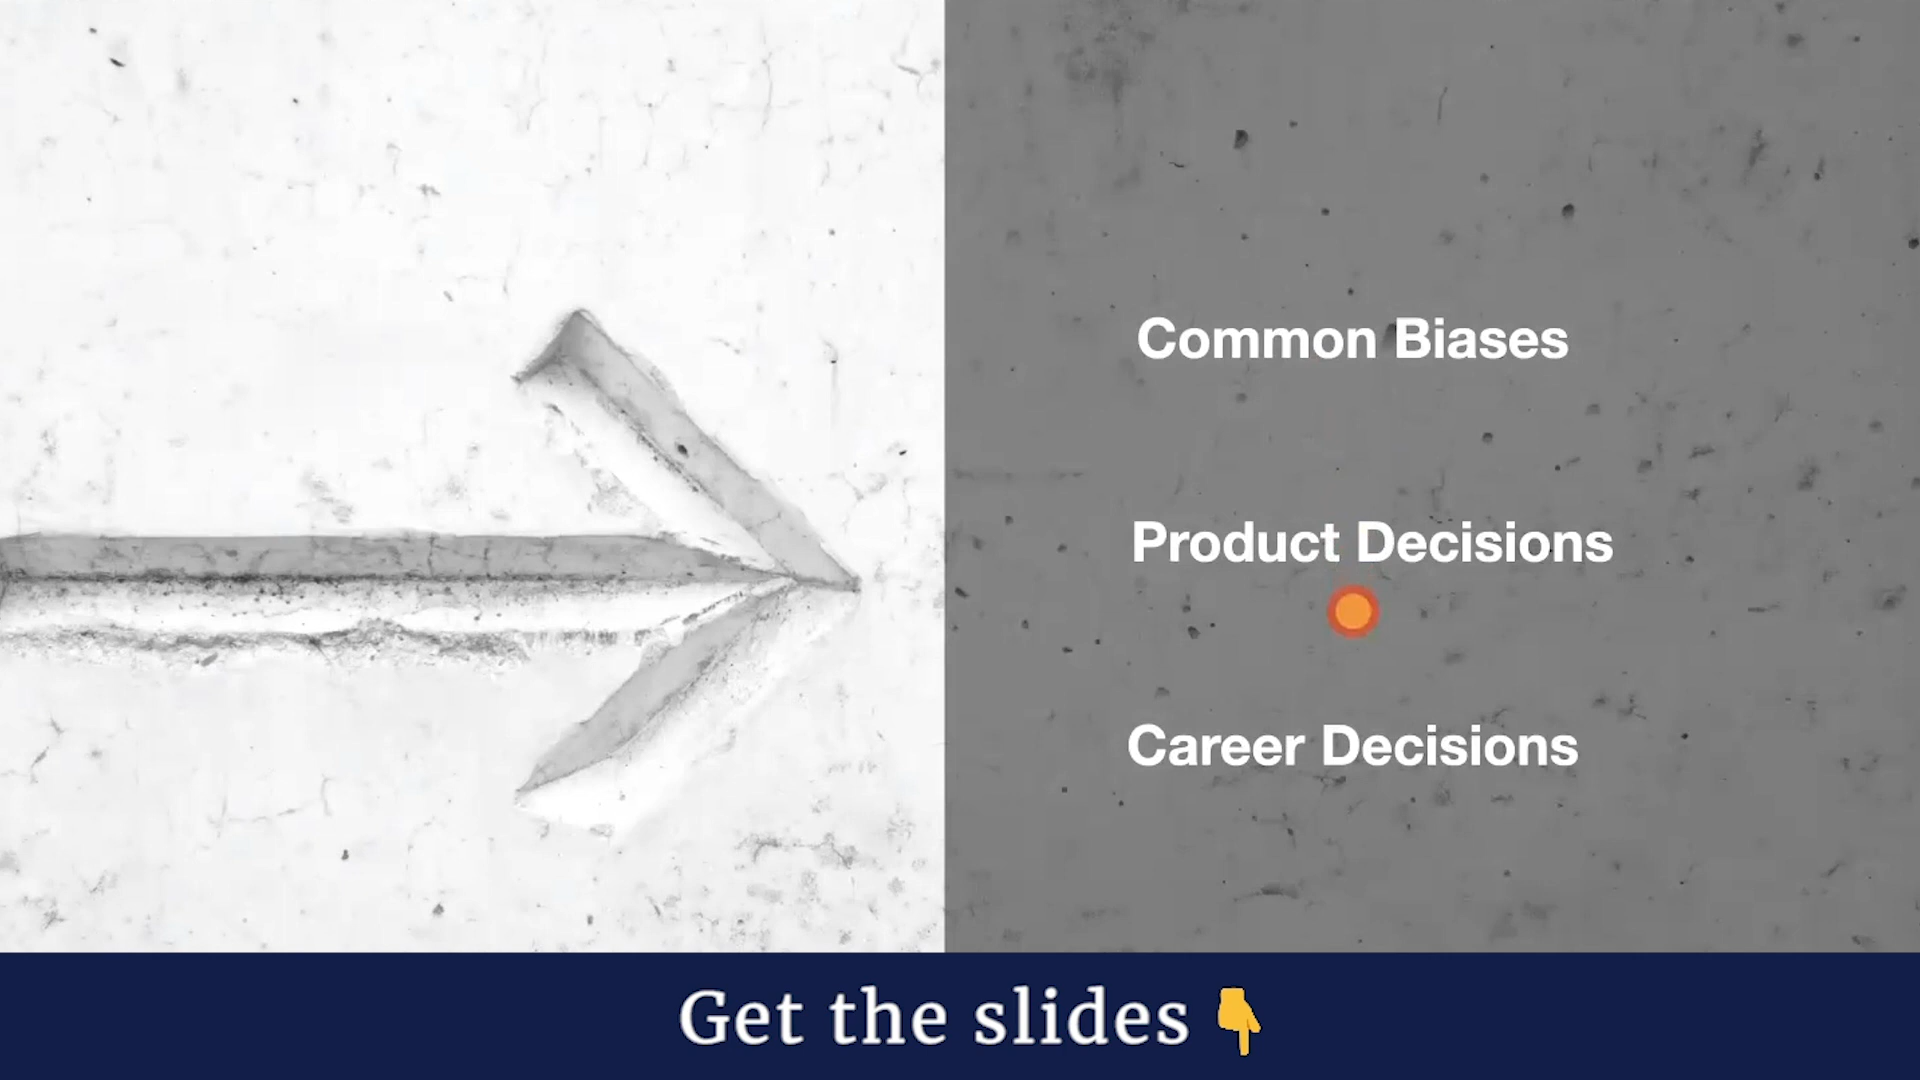 Common Biases
Product Decisions
Career Decisions
Get the slides 👇